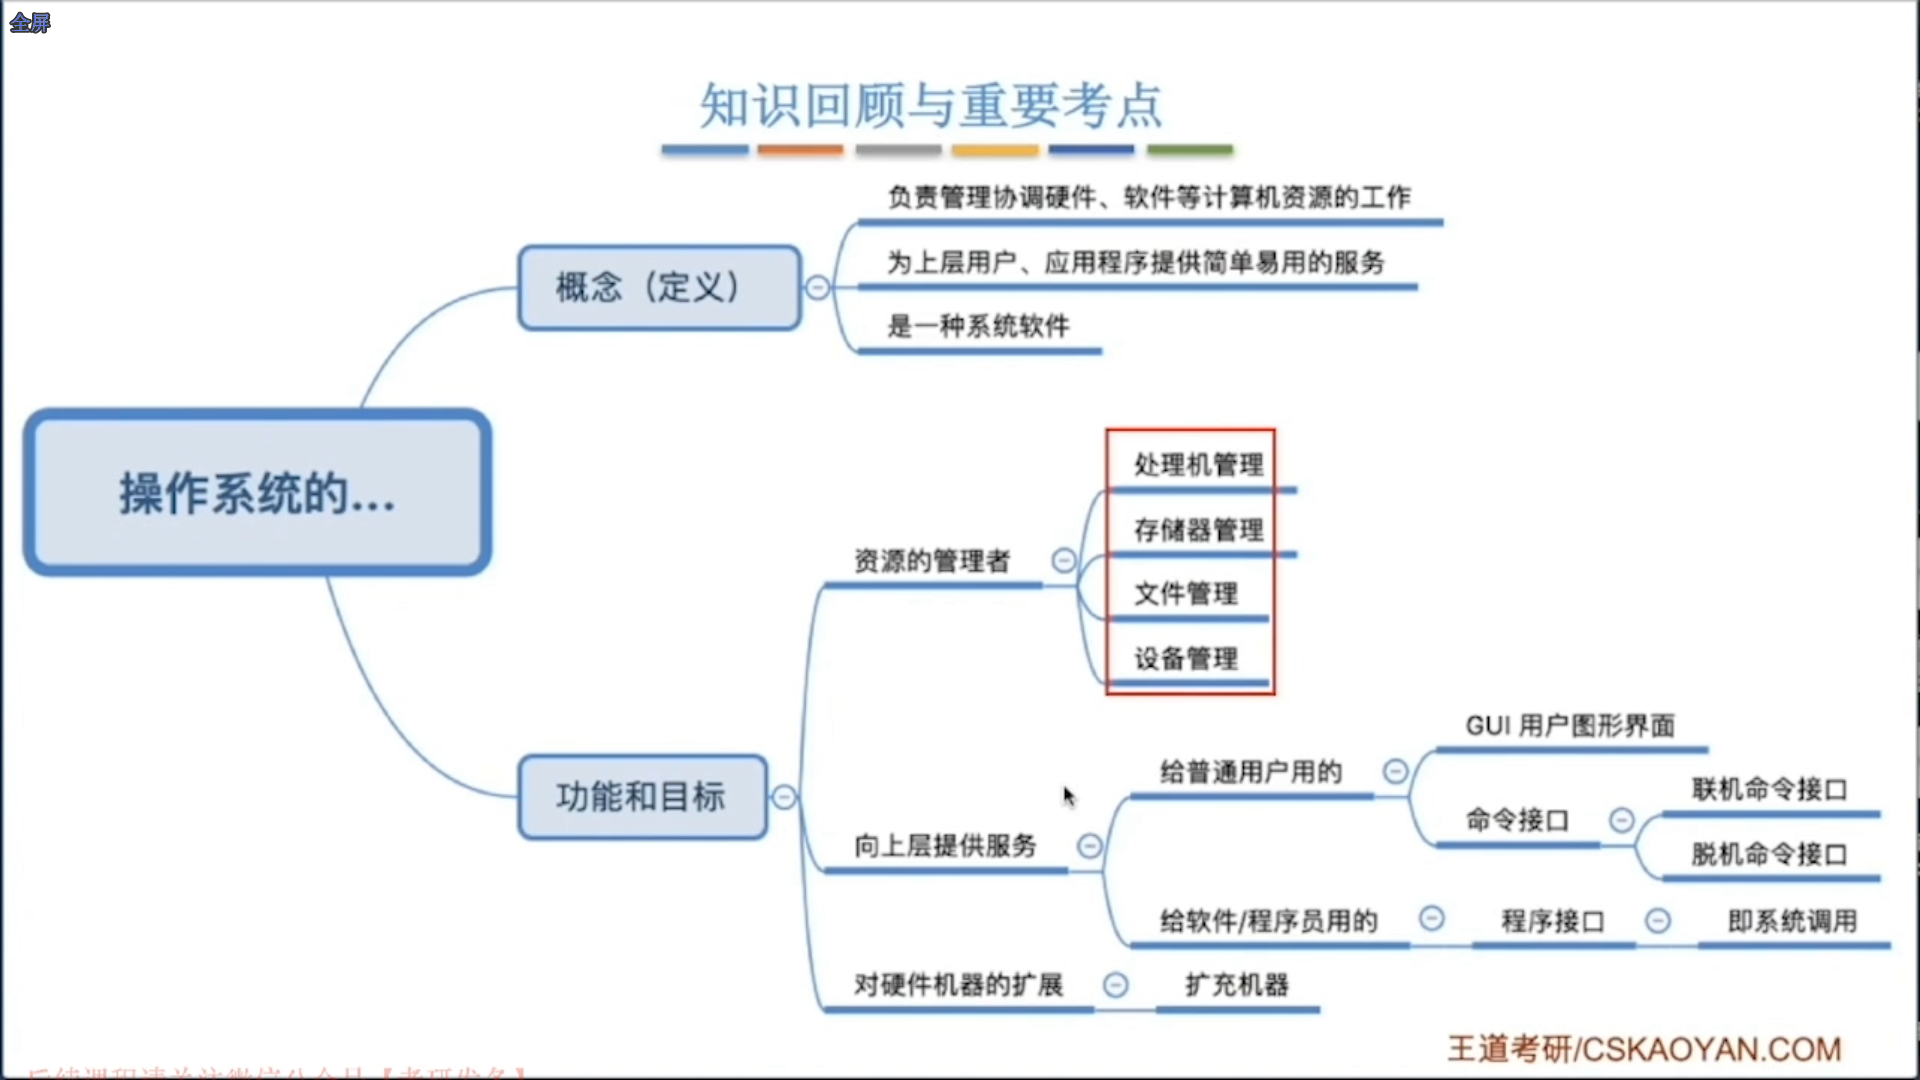 全屏
知识回顾与重要考点
负责管理协调硬件、软件等计算机资源的工作
概念（定义）
为上层用户、应用程序提供简单易用的服务
是一种系统软件
操作系统的...
资源的管理者
处理机管理
存储器管理
文件管理
设备管理
功能和目标
向上层提供服务
给普通用户用的
GUI 用户图形界面
命令接口
联机命令接口
脱机命令接口
给软件/程序员用的
程序接口
即系统调用
对硬件机器的扩展
扩充机器
王道考研/CSKAOYAN.COM